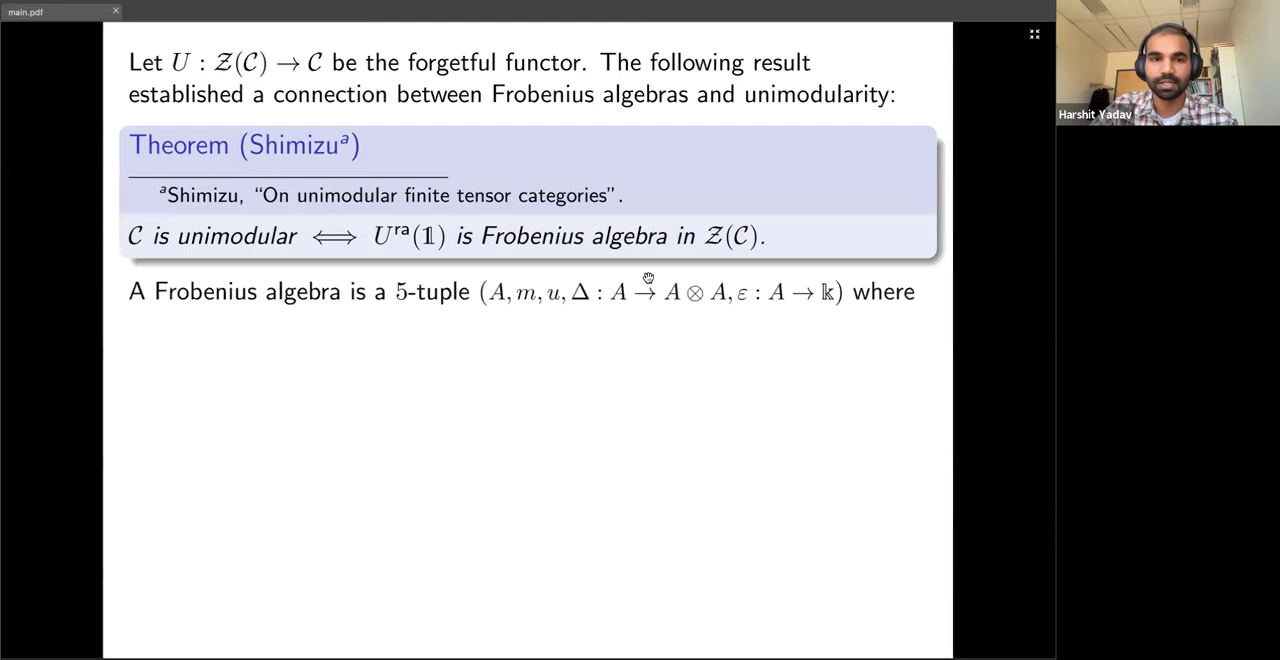 main.pdf
Let U : 𝒵(𝒞) → 𝒞 be the forgetful functor. The following result
established a connection between Frobenius algebras and unimodularity:
Theorem (Shimizuᵃ)
ᵃShimizu, “On unimodular finite tensor categories”.
𝒞 is unimodular ⟺ Uʳᵃ(𝟙) is Frobenius algebra in 𝒵(𝒞).
A Frobenius algebra is a 5-tuple (A, m, u, Δ : A → A ⊗ A, ε : A → 𝕜) where
Harshit Yadav